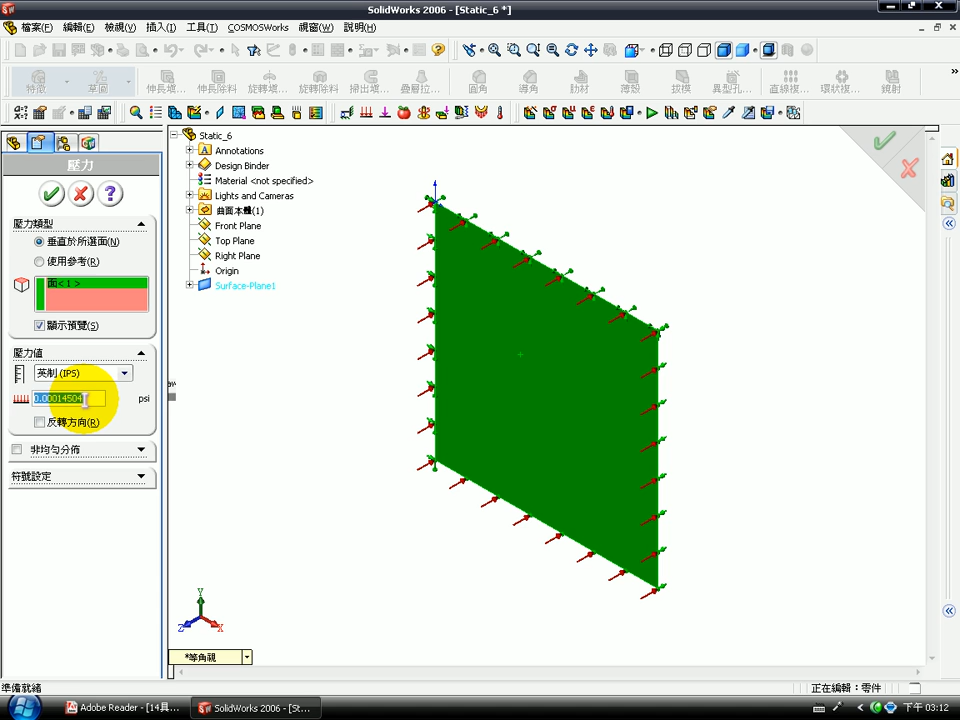 SolidWorks 2006 - [Static_6 *]
檔案(F) 編輯(E) 檢視(V) 插入(I) 工具(T) COSMOSWorks 視窗(W) 說明(H)
特徵 草圖 伸長填... 伸長除料 旋轉填... 旋轉除料 掃出填... 疊層拉... 圓角 導角 肋材 薄殼 拔模 異型孔... 直線複... 環狀複... 鏡射
壓力
壓力類型
垂直於所選面(N)
使用參考(R)
面<1>
顯示預覽(S)
壓力值
英制 (IPS)
0.00014504 psi
反轉方向(R)
非均勻分佈
符號設定
Static_6
Annotations
Design Binder
Material <not specified>
Lights and Cameras
曲面本體(1)
Front Plane
Top Plane
Right Plane
Origin
Surface-Plane1
Y
Z X
*等角視
準備就緒
正在編輯：零件
Adobe Reader - [14具...
SolidWorks 2006 - [St...
下午 03:12